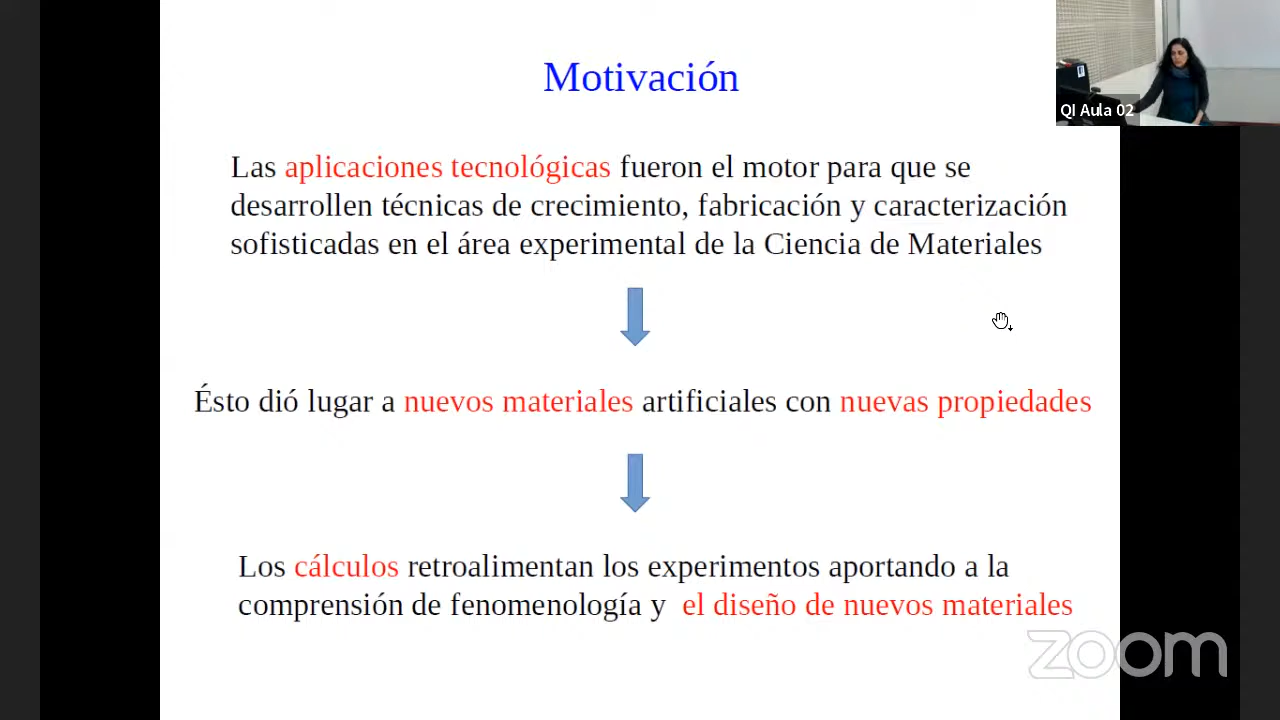 Motivación
QI Aula 02
Las aplicaciones tecnológicas fueron el motor para que se
desarrollen técnicas de crecimiento, fabricación y caracterización
sofisticadas en el área experimental de la Ciencia de Materiales
Ésto dió lugar a nuevos materiales artificiales con nuevas propiedades
Los cálculos retroalimentan los experimentos aportando a la
comprensión de fenomenología y el diseño de nuevos materiales
zoom